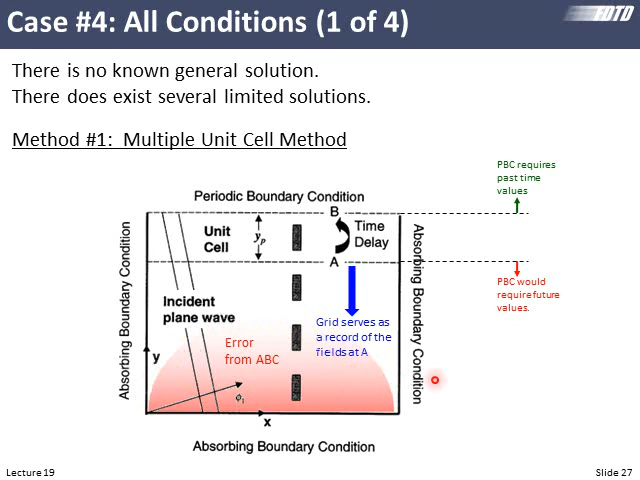 Case #4: All Conditions (1 of 4)
FDTD
There is no known general solution.
There does exist several limited solutions.
Method #1: Multiple Unit Cell Method
PBC requires
past time
values
Periodic Boundary Condition
B
Unit
Cell
yp
Time
Delay
A
Absorbing Boundary Condition
Absorbing Boundary Condition
PBC would
require future
values.
Incident
plane wave
Grid serves as
a record of the
fields at A
Error
from ABC
y
ϕi
x
Absorbing Boundary Condition
Lecture 19
Slide 27